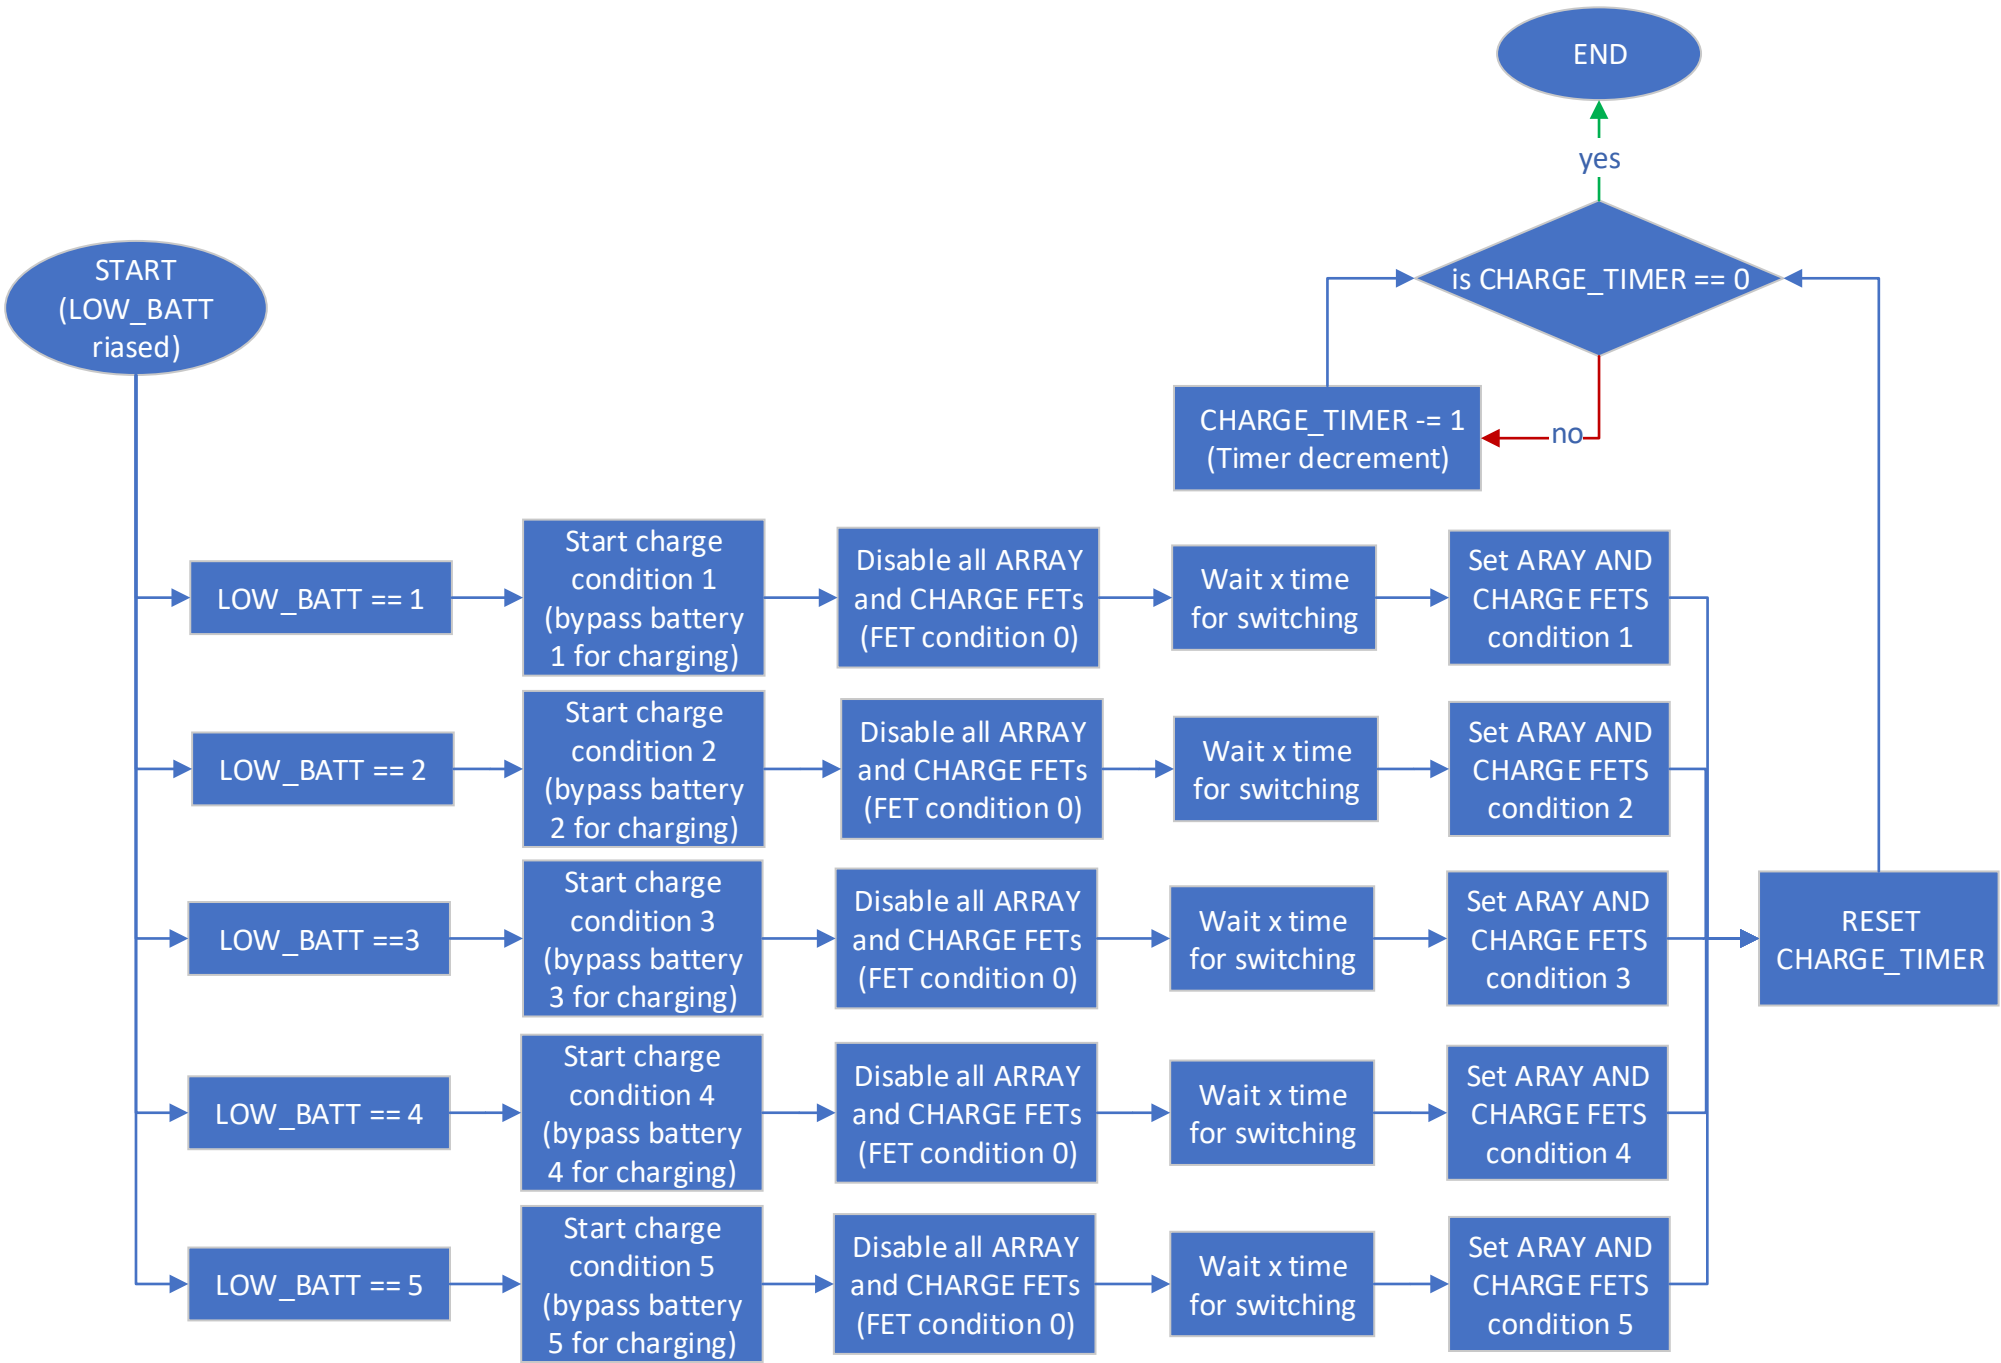 END
yes
is CHARGE_TIMER == 0
START
(LOW_BATT
riased)
CHARGE_TIMER -= 1
(Timer decrement)
no
LOW_BATT == 1
Start charge
condition 1
(bypass battery
1 for charging)
Disable all ARRAY
and CHARGE FETs
(FET condition 0)
Wait x time
for switching
Set ARAY AND
CHARGE FETS
condition 1
LOW_BATT == 2
Start charge
condition 2
(bypass battery
2 for charging)
Disable all ARRAY
and CHARGE FETs
(FET condition 0)
Wait x time
for switching
Set ARAY AND
CHARGE FETS
condition 2
LOW_BATT ==3
Start charge
condition 3
(bypass battery
3 for charging)
Disable all ARRAY
and CHARGE FETs
(FET condition 0)
Wait x time
for switching
Set ARAY AND
CHARGE FETS
condition 3
RESET
CHARGE_TIMER
LOW_BATT == 4
Start charge
condition 4
(bypass battery
4 for charging)
Disable all ARRAY
and CHARGE FETs
(FET condition 0)
Wait x time
for switching
Set ARAY AND
CHARGE FETS
condition 4
LOW_BATT == 5
Start charge
condition 5
(bypass battery
5 for charging)
Disable all ARRAY
and CHARGE FETs
(FET condition 0)
Wait x time
for switching
Set ARAY AND
CHARGE FETS
condition 5